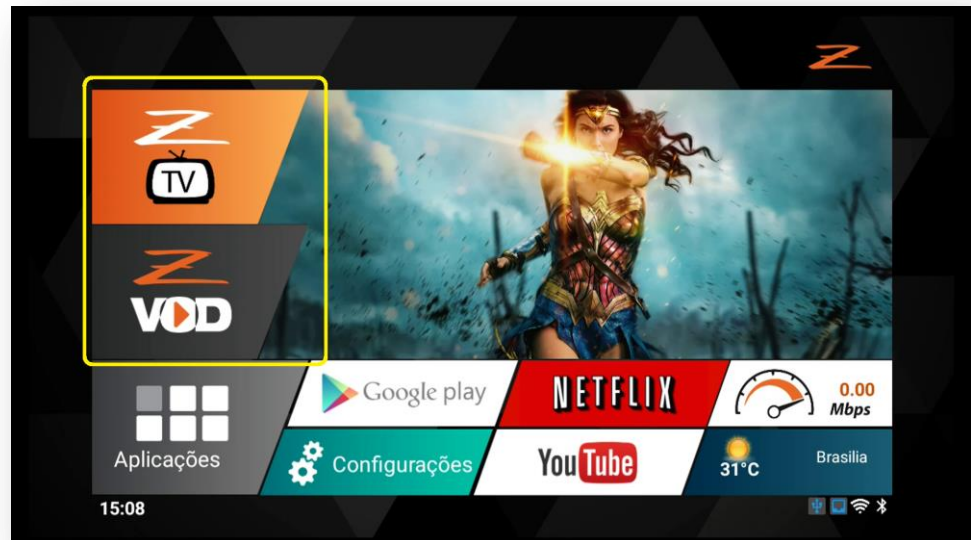 Z
Z
TV
Z
VOD
Google play
NETFLIX
0.00
Mbps
Aplicações
Configurações
YouTube
31°C
Brasilia
15:08